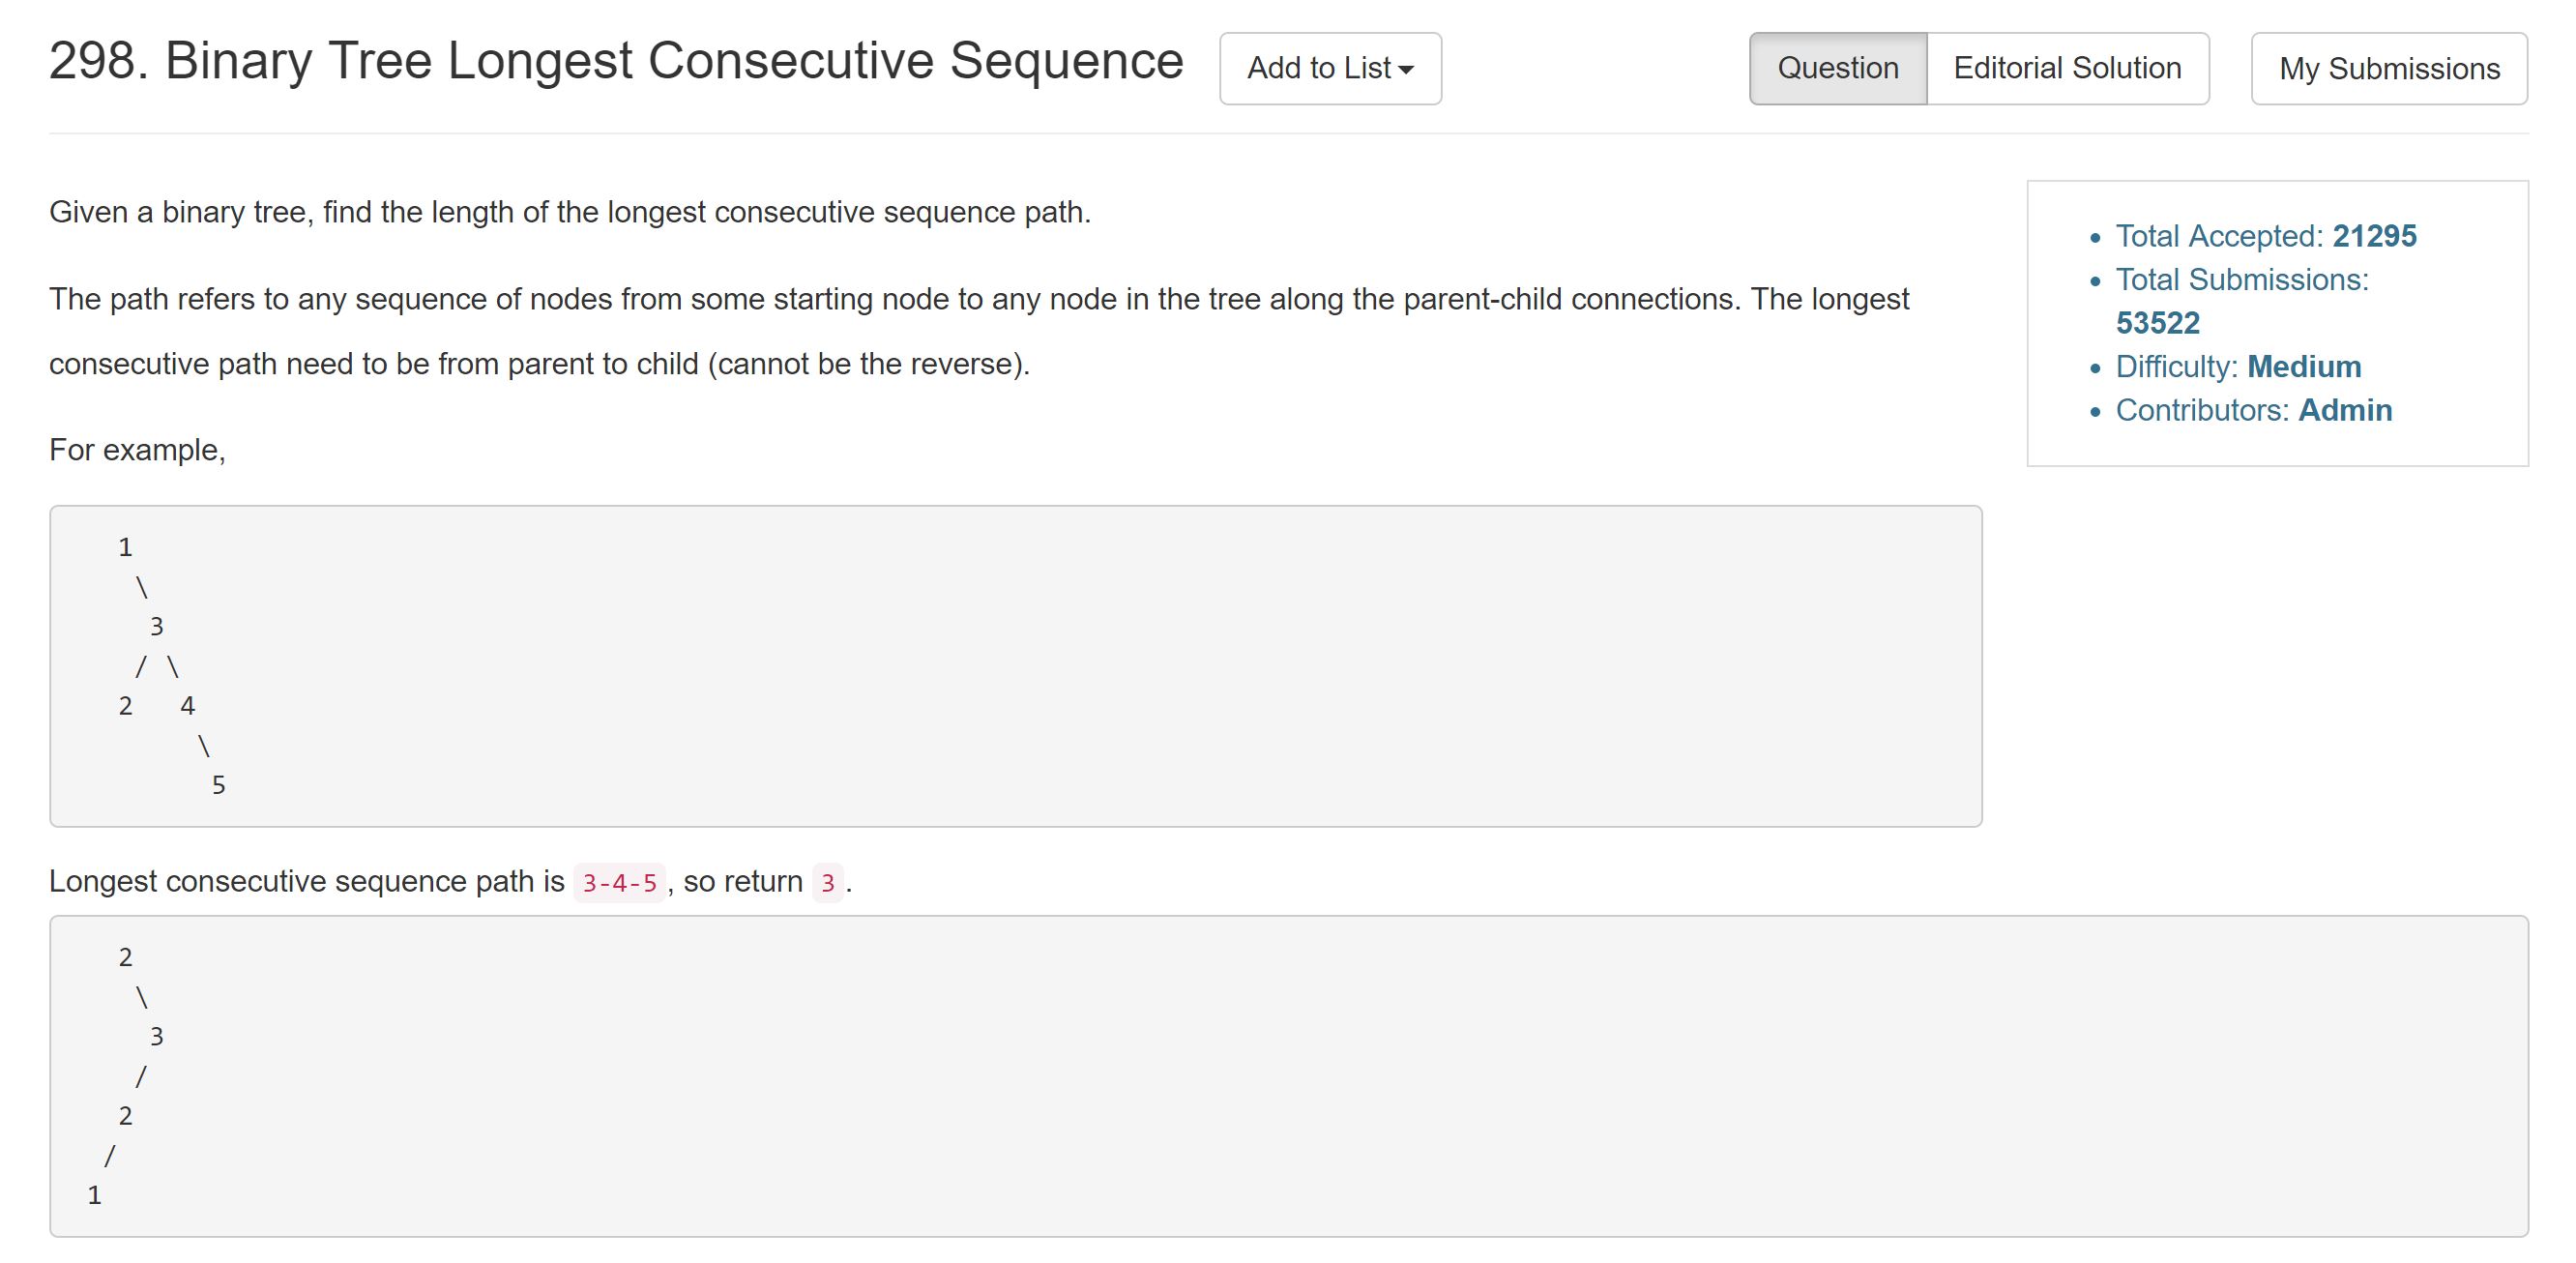 298. Binary Tree Longest Consecutive Sequence
Add to List
Question
Editorial Solution
My Submissions
Given a binary tree, find the length of the longest consecutive sequence path.
The path refers to any sequence of nodes from some starting node to any node in the tree along the parent-child connections. The longest
consecutive path need to be from parent to child (cannot be the reverse).
For example,
Total Accepted: 21295
Total Submissions:
53522
Difficulty: Medium
Contributors: Admin
   1
    \
     3
    / \
   2   4
        \
         5
Longest consecutive sequence path is 3-4-5, so return 3.
   2
    \
     3
    /
   2
  /
 1